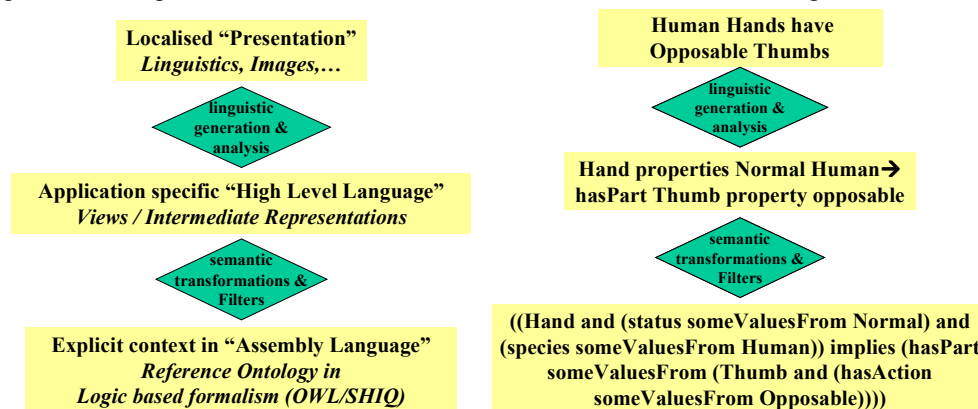 Localised “Presentation”
Linguistics, Images,…
linguistic
generation &
analysis
Application specific “High Level Language”
Views / Intermediate Representations
semantic
transformations &
Filters
Explicit context in “Assembly Language”
Reference Ontology in
Logic based formalism (OWL/SHIQ)
Human Hands have
Opposable Thumbs
linguistic
generation &
analysis
Hand properties Normal Human➔
hasPart Thumb property opposable
semantic
transformations &
Filters
((Hand and (status someValuesFrom Normal) and
(species someValuesFrom Human)) implies (hasPart
someValuesFrom (Thumb and (hasAction
someValuesFrom Opposable))))